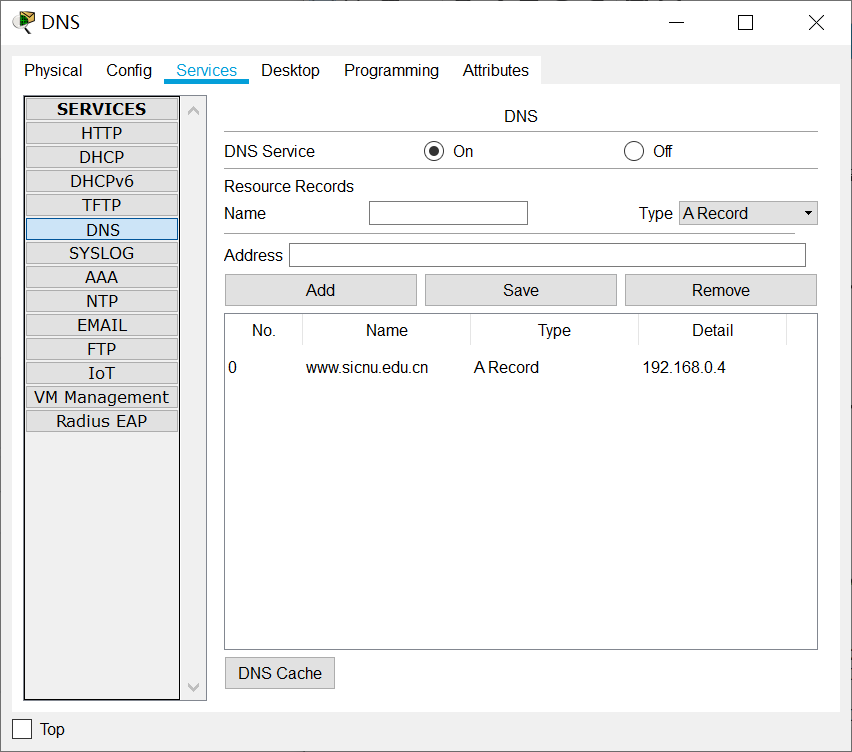 DNS
Physical Config Services Desktop Programming Attributes
SERVICES
HTTP
DHCP
DHCPv6
TFTP
DNS
SYSLOG
AAA
NTP
EMAIL
FTP
IoT
VM Management
Radius EAP
DNS
DNS Service On Off
Resource Records
Name Type A Record
Address
Add Save Remove
No. Name Type Detail
0 www.sicnu.edu.cn A Record 192.168.0.4
DNS Cache
Top